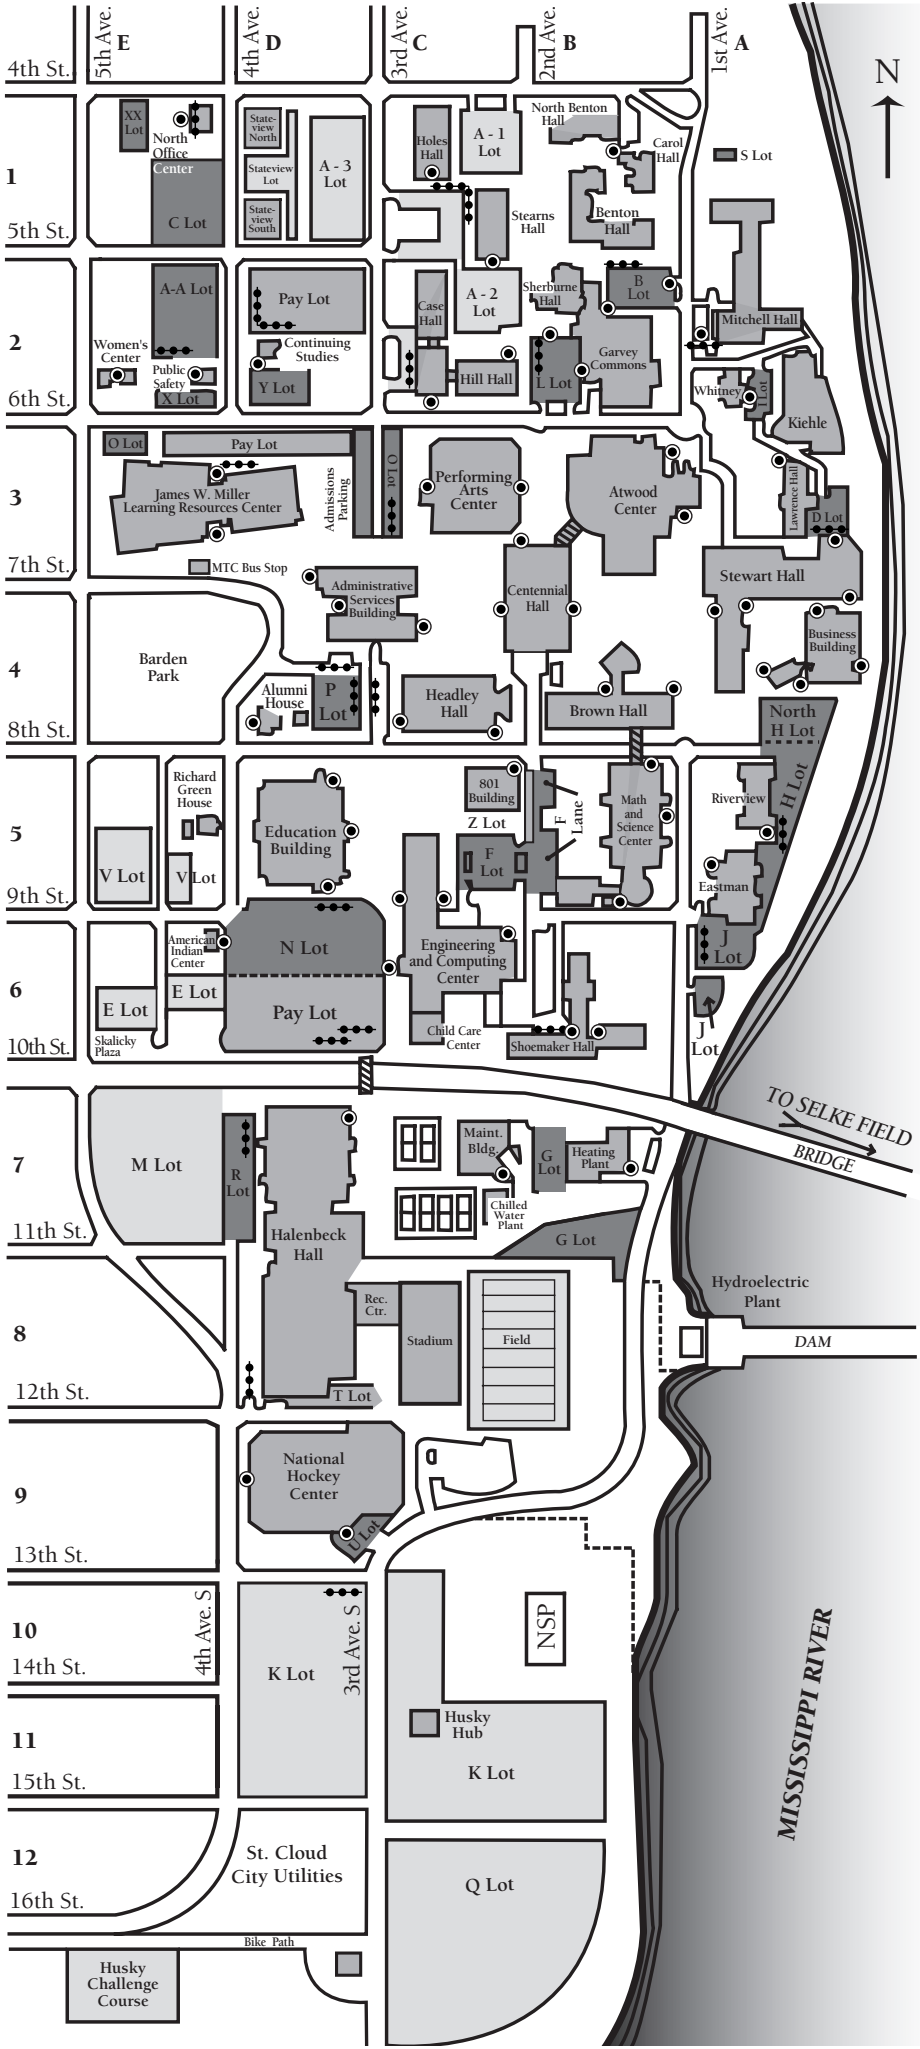 E
D
C
B
A
5th Ave.
4th Ave.
3rd Ave.
2nd Ave.
1st Ave.
4th St.
N
XX
Lot
North
Office
Center
State-
view
North
Stateview
Lot
State-
view
South
A - 3
Lot
Holes
Hall
A - 1
Lot
North Benton
Hall
Carol
Hall
S Lot
1
5th St.
C Lot
Stearns
Hall
Benton
Hall
A-A Lot
Pay Lot
Case
Hall
A - 2
Lot
Sherburne
Hall
B
Lot
Mitchell Hall
2
Women's
Center
Public
Safety
X Lot
Continuing
Studies
Y Lot
Hill Hall
L Lot
Garvey
Commons
Whitney
I Lot
Kiehle
6th St.
O Lot
Pay Lot
Admissions
Parking
O Lot
3
James W. Miller
Learning Resources Center
Performing
Arts
Center
Atwood
Center
Lawrence Hall
D Lot
7th St.
MTC Bus Stop
Administrative
Services
Building
Centennial
Hall
Stewart Hall
Business
Building
4
Barden
Park
Alumni
House
P
Lot
Headley
Hall
Brown Hall
North
H Lot
8th St.
Richard
Green
House
801
Building
Z Lot
F
Lane
Math
and
Science
Center
Riverview
H Lot
5
V Lot
V Lot
Education
Building
F
Lot
Eastman
9th St.
American
Indian
Center
N Lot
Engineering
and Computing
Center
J
Lot
6
E Lot
E Lot
Pay Lot
Skalicky
Plaza
Child Care
Center
Shoemaker Hall
J
Lot
10th St.
TO SELKE FIELD
BRIDGE
7
M Lot
R
Lot
Maint.
Bldg.
G
Lot
Heating
Plant
Chilled
Water
Plant
11th St.
Halenbeck
Hall
G Lot
Hydroelectric
Plant
8
Rec.
Ctr.
Stadium
Field
DAM
12th St.
T Lot
National
Hockey
Center
9
U Lot
13th St.
10
4th Ave. S
3rd Ave. S
NSP
14th St.
K Lot
MISSISSIPPI RIVER
11
Husky
Hub
15th St.
K Lot
12
St. Cloud
City Utilities
Q Lot
16th St.
Bike Path
Husky
Challenge
Course